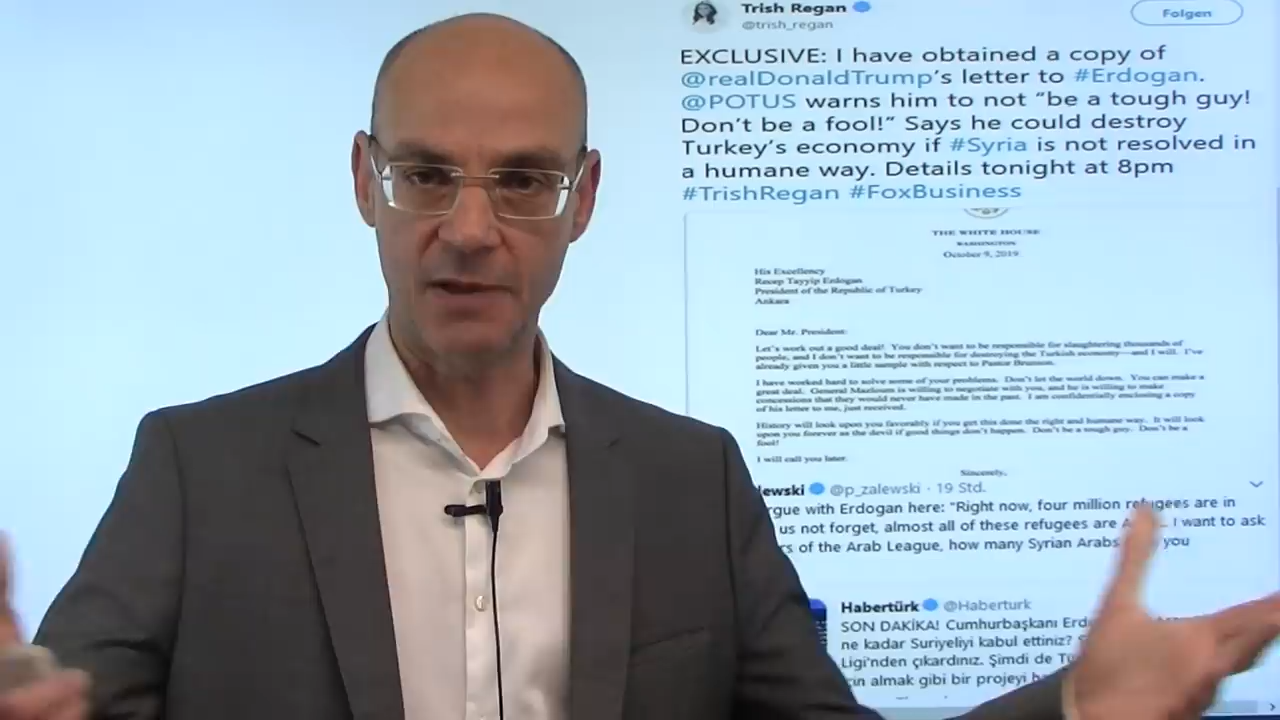 Trish Regan
@trish_regan
Folgen
EXCLUSIVE: I have obtained a copy of
@realDonaldTrump's letter to #Erdogan.
@POTUS warns him to not "be a tough guy!
Don't be a fool!" Says he could destroy
Turkey's economy if #Syria is not resolved in
a humane way. Details tonight at 8pm
#TrishRegan #FoxBusiness
THE WHITE HOUSE
WASHINGTON
October 9, 2019
His Excellency
Recep Tayyip Erdogan
President of the Republic of Turkey
Ankara
Dear Mr. President:
Let's work out a good deal! You don't want to be responsible for slaughtering thousands of
people, and I don't want to be responsible for destroying the Turkish economy—and I will. I've
already given you a little sample with respect to Pastor Brunson.
I have worked hard to solve some of your problems. Don't let the world down. You can make a
great deal. General Mazloum is willing to negotiate with you, and he is willing to make
concessions that they would never have made in the past. I am confidentially enclosing a copy
of his letter to me, just received.
History will look upon you favorably if you get this done the right and humane way. It will look
upon you forever as the devil if good things don't happen. Don't be a tough guy. Don't be a
fool!
I will call you later.
Sincerely,
lewski @p_zalewski · 19 Std.
rgue with Erdogan here: "Right now, four million refugees are in
us not forget, almost all of these refugees are I want to ask
rs of the Arab League, how many Syrian Arabs you
Habertürk @Haberturk
SON DAKİKA! Cumhurbaşkanı
ne kadar Suriyeliyi kabul ettiniz?
Ligi'nden çıkardınız. Şimdi de
çin almak gibi bir projeyi